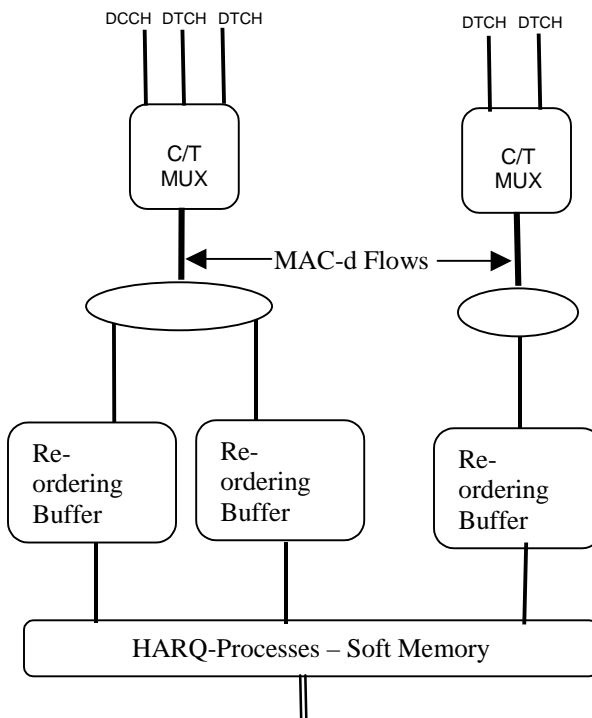 DCCH DTCH DTCH
DTCH DTCH
C/T
MUX
C/T
MUX
MAC-d Flows
Re-
ordering
Buffer
Re-
ordering
Buffer
Re-
ordering
Buffer
HARQ-Processes – Soft Memory